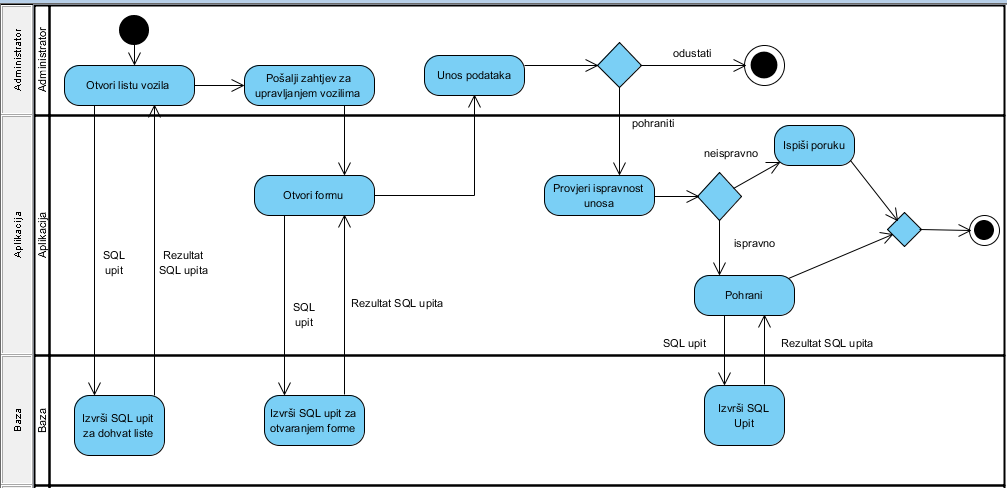 Administrator
Administrator
Otvori listu vozila
Pošalji zahtjev za
upravljanjem vozilima
Unos podataka
odustati
pohraniti
Aplikacija
Aplikacija
Otvori formu
Provjeri ispravnost
unosa
neispravno
Ispiši poruku
ispravno
Pohrani
SQL
upit
Rezultat
SQL upita
SQL
upit
Rezultat SQL upita
SQL upit
Rezultat SQL upita
Baza
Baza
Izvrši SQL upit
za dohvat liste
Izvrši SQL upit za
otvaranjem forme
Izvrši SQL
Upit